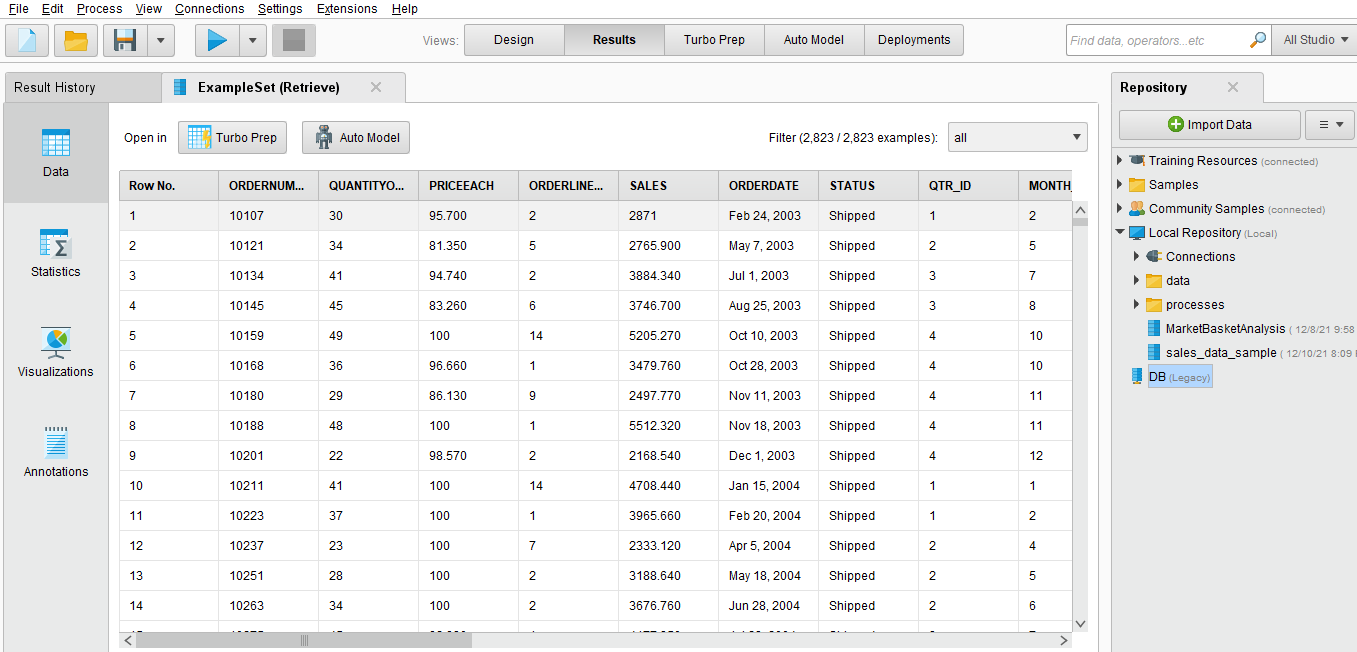 File Edit Process View Connections Settings Extensions Help
Views: Design Results Turbo Prep Auto Model Deployments Find data, operators...etc All Studio
Result History ExampleSet (Retrieve) Repository
Open in Turbo Prep Auto Model Filter (2,823 / 2,823 examples): all
Import Data
Data
Statistics
Visualizations
Annotations
Row No. ORDERNUM... QUANTITYO... PRICEEACH ORDERLINE... SALES ORDERDATE STATUS QTR_ID MONTH_
1 10107 30 95.700 2 2871 Feb 24, 2003 Shipped 1 2
2 10121 34 81.350 5 2765.900 May 7, 2003 Shipped 2 5
3 10134 41 94.740 2 3884.340 Jul 1, 2003 Shipped 3 7
4 10145 45 83.260 6 3746.700 Aug 25, 2003 Shipped 3 8
5 10159 49 100 14 5205.270 Oct 10, 2003 Shipped 4 10
6 10168 36 96.660 1 3479.760 Oct 28, 2003 Shipped 4 10
7 10180 29 86.130 9 2497.770 Nov 11, 2003 Shipped 4 11
8 10188 48 100 1 5512.320 Nov 18, 2003 Shipped 4 11
9 10201 22 98.570 2 2168.540 Dec 1, 2003 Shipped 4 12
10 10211 41 100 14 4708.440 Jan 15, 2004 Shipped 1 1
11 10223 37 100 1 3965.660 Feb 20, 2004 Shipped 1 2
12 10237 23 100 7 2333.120 Apr 5, 2004 Shipped 2 4
13 10251 28 100 2 3188.640 May 18, 2004 Shipped 2 5
14 10263 34 100 2 3676.760 Jun 28, 2004 Shipped 2 6
Training Resources (connected)
Samples
Community Samples (connected)
Local Repository (Local)
Connections
data
processes
MarketBasketAnalysis ( 12/8/21 9:58
sales_data_sample ( 12/10/21 8:09
DB (Legacy)